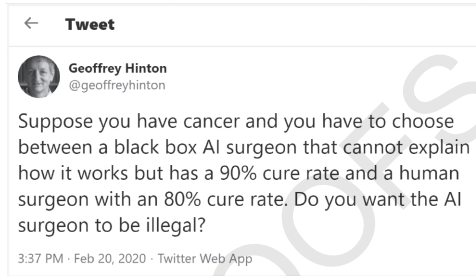 ← Tweet
Geoffrey Hinton
@geoffreyhinton
Suppose you have cancer and you have to choose
between a black box AI surgeon that cannot explain
how it works but has a 90% cure rate and a human
surgeon with an 80% cure rate. Do you want the AI
surgeon to be illegal?
3:37 PM · Feb 20, 2020 · Twitter Web App
OOFS